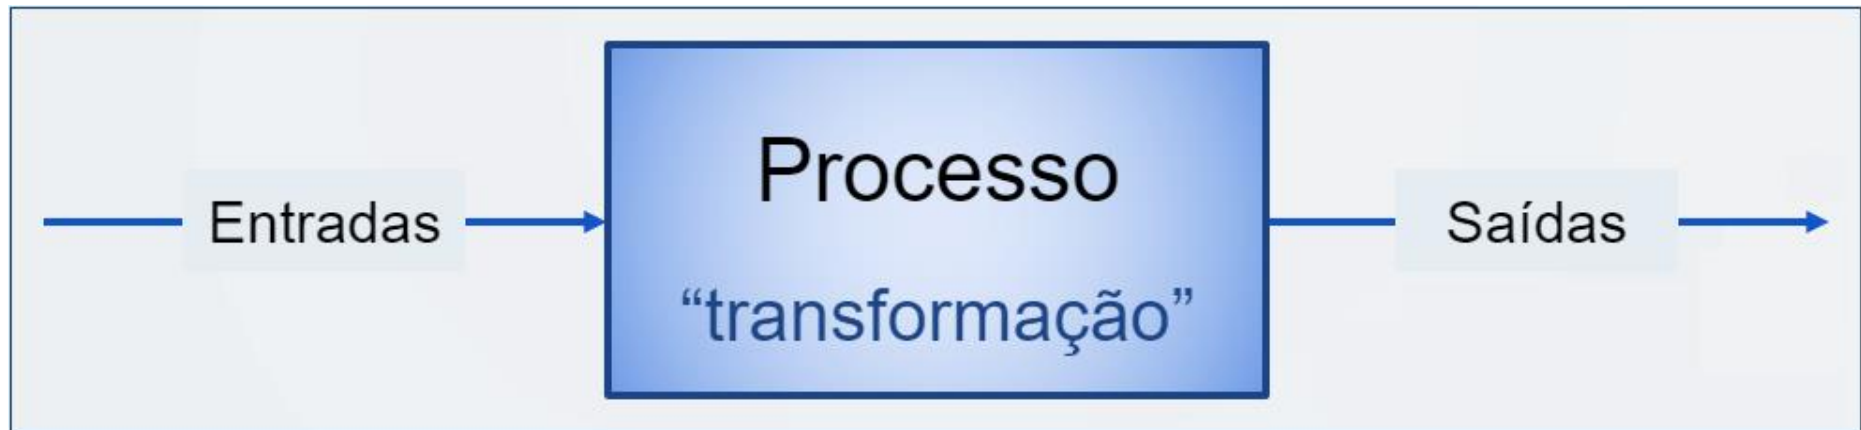 Entradas
Processo
“transformação”
Saídas